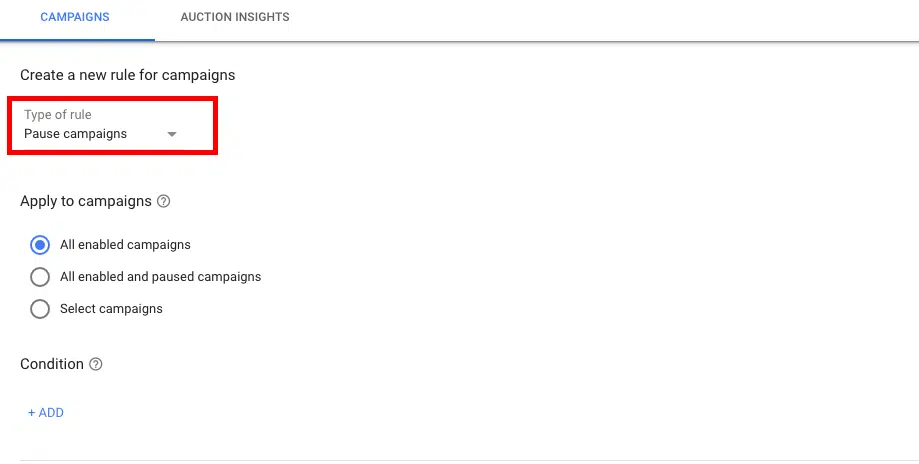 CAMPAIGNS
AUCTION INSIGHTS
Create a new rule for campaigns
Type of rule
Pause campaigns
Apply to campaigns
All enabled campaigns
All enabled and paused campaigns
Select campaigns
Condition
+ ADD